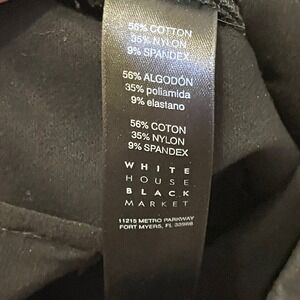 56% COTTON
35% NYLON
9% SPANDEX
56% ALGODÓN
35% poliamida
9% elastano
56% COTON
35% NYLON
9% SPANDEX
WHITE
HOUSE
BLACK
MARKET
11215 METRO PARKWAY
FORT MYERS, FL 33966